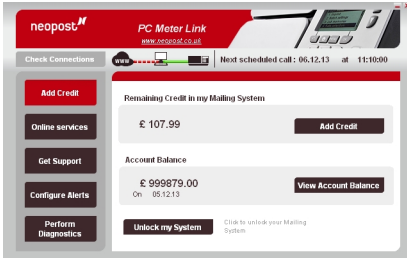 neopost
PC Meter Link
www.neopost.co.uk
Check Connections
www
Next scheduled call : 06.12.13 at 11:10:00
Add Credit
Online services
Get Support
Configure Alerts
Perform
Diagnostics
Remaining Credit in my Mailing System
£ 107.99
Add Credit
Account Balance
£ 999879.00
On 05.12.13
View Account Balance
Unlock my System
Click to unlock your Mailing
System